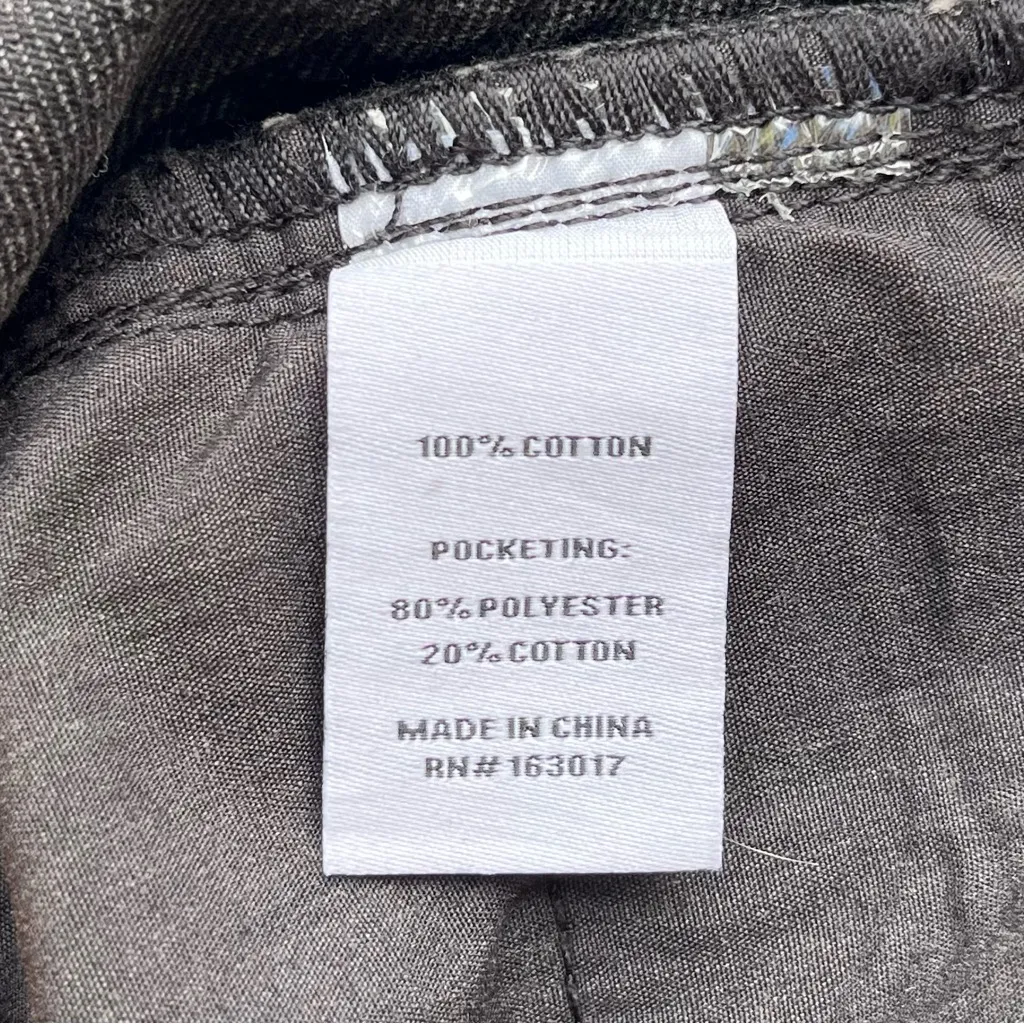 100% COTTON
POCKETING:
80% POLYESTER
20% COTTON
MADE IN CHINA
RN# 163017